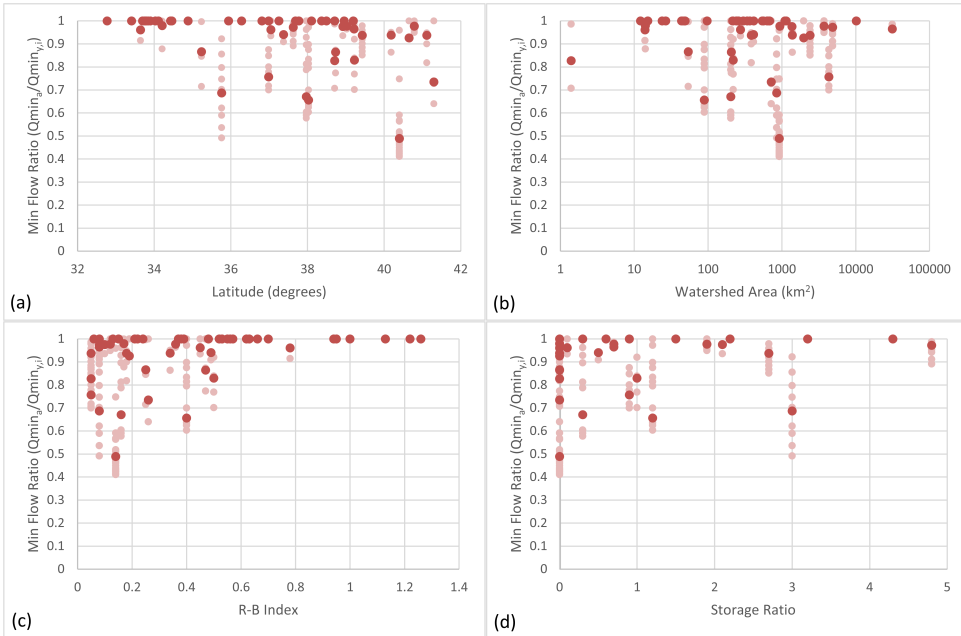 Min Flow Ratio (Qminₐ/Qmin_y,i)
1
0.9
0.8
0.7
0.6
0.5
0.4
0.3
0.2
0.1
0
32 34 36 38 40 42
Latitude (degrees)
(a)
Min Flow Ratio (Qminₐ/Qmin_y,i)
1
0.9
0.8
0.7
0.6
0.5
0.4
0.3
0.2
0.1
0
1 10 100 1000 10000 100000
Watershed Area (km²)
(b)
Min Flow Ratio (Qminₐ/Qmin_y,i)
1
0.9
0.8
0.7
0.6
0.5
0.4
0.3
0.2
0.1
0
0 0.2 0.4 0.6 0.8 1 1.2 1.4
R-B Index
(c)
Min Flow Ratio (Qminₐ/Qmin_y,i)
1
0.9
0.8
0.7
0.6
0.5
0.4
0.3
0.2
0.1
0
0 1 2 3 4 5
Storage Ratio
(d)